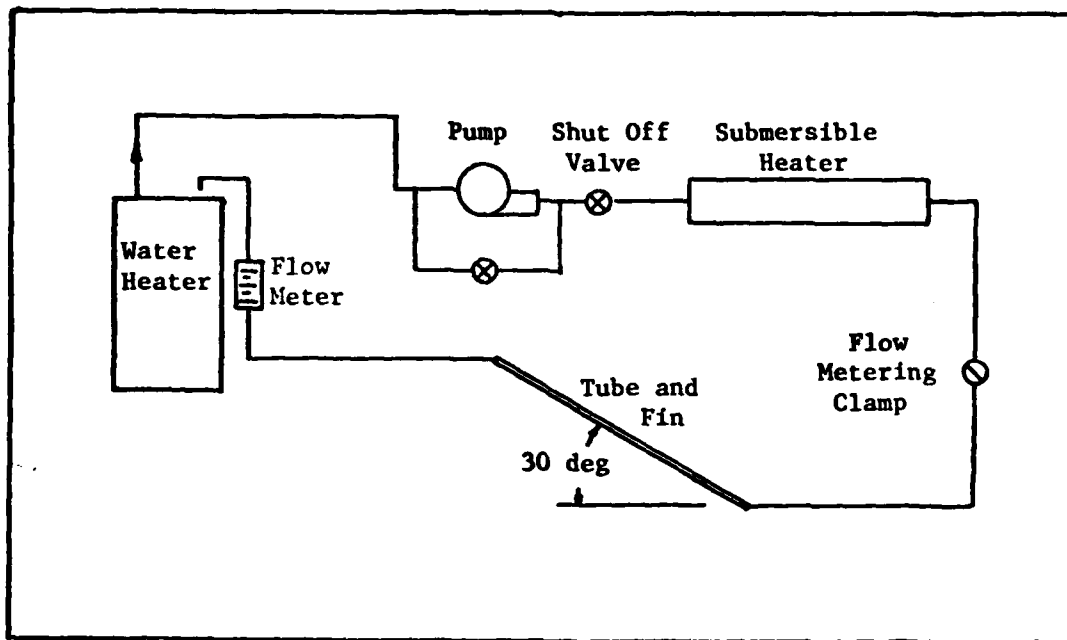 Pump
Shut Off
Valve
Submersible
Heater
Water
Heater
Flow
Meter
Flow
Metering
Clamp
Tube and
Fin
30 deg